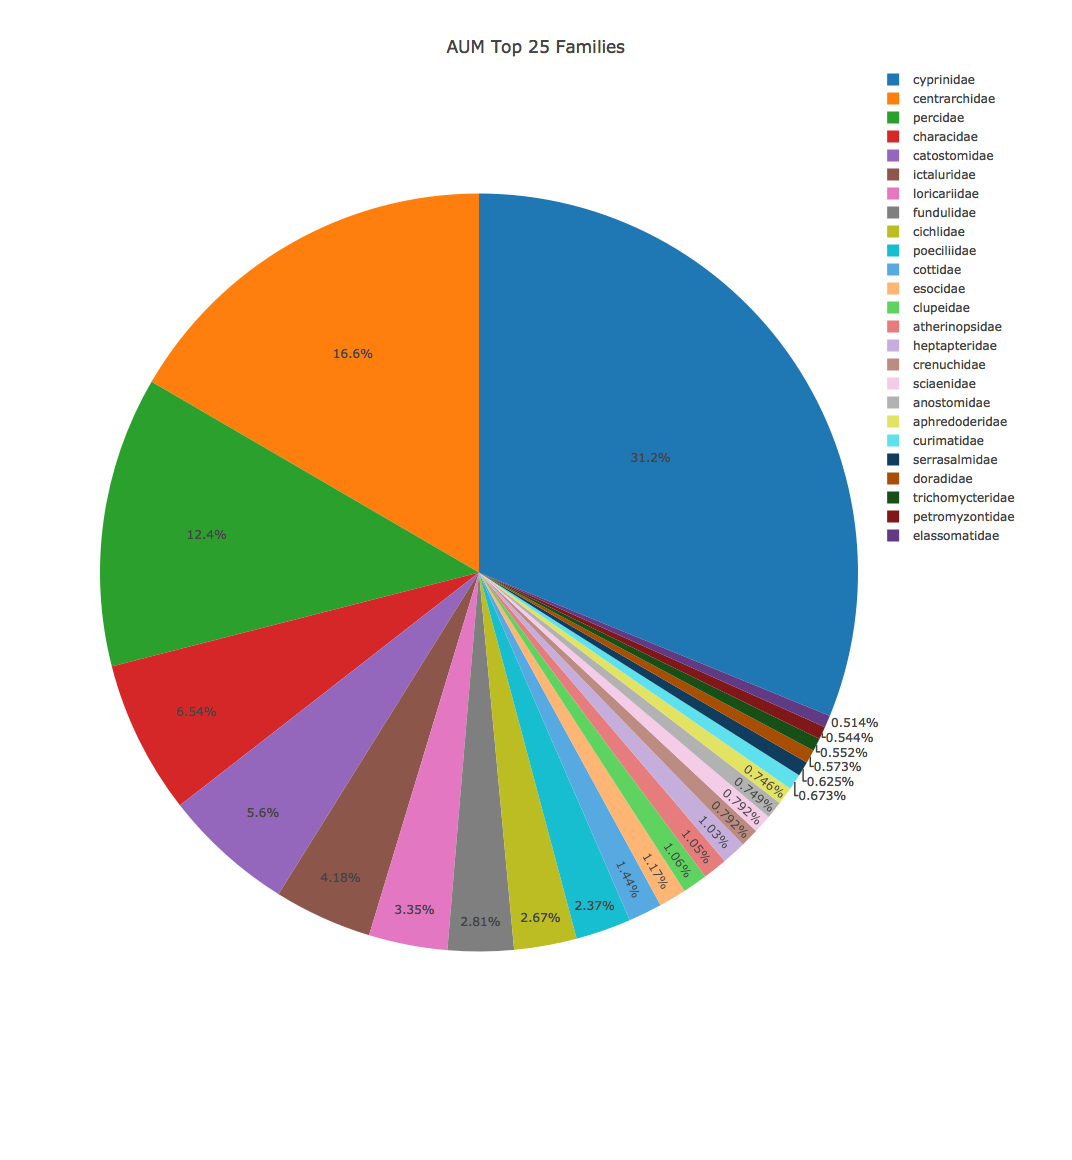 AUM Top 25 Families
cyprinidae
centrarchidae
percidae
characidae
catostomidae
ictaluridae
loricariidae
fundulidae
cichlidae
poeciliidae
cottidae
esocidae
clupeidae
atherinopsidae
heptapteridae
crenuchidae
sciaenidae
anostomidae
aphredoderidae
curimatidae
serrasalmidae
doradidae
trichomycteridae
petromyzontidae
elassomatidae
31.2%
16.6%
12.4%
6.54%
5.6%
4.18%
3.35%
2.81%
2.67%
2.37%
1.44%
1.17%
1.06%
1.05%
1.03%
0.792%
0.792%
0.749%
0.746%
0.673%
0.625%
0.573%
0.552%
0.544%
0.514%